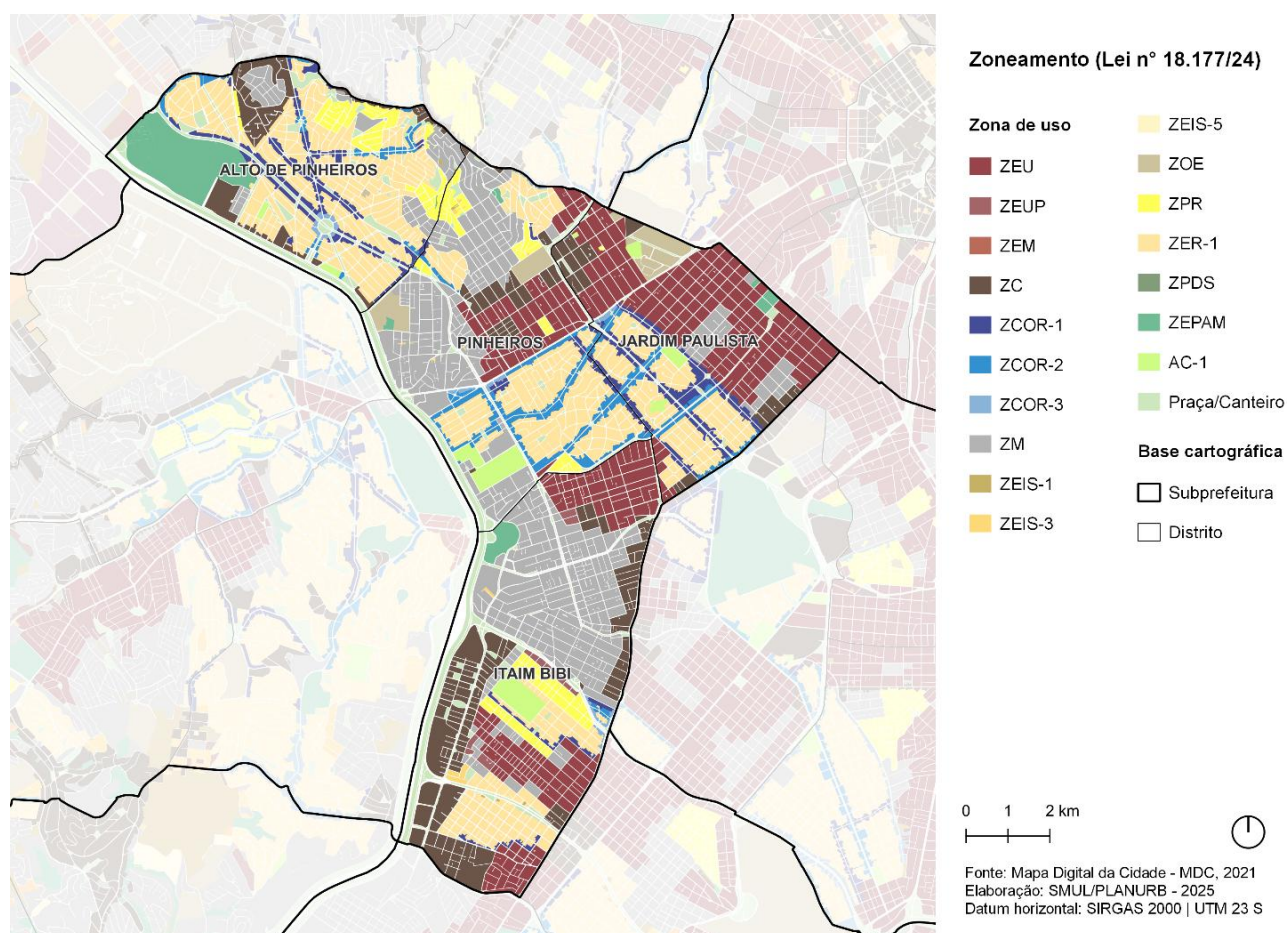 Zoneamento (Lei n° 18.177/24)
Zona de uso
ZEU
ZEUP
ZEM
ZC
ZCOR-1
ZCOR-2
ZCOR-3
ZM
ZEIS-1
ZEIS-3
ZEIS-5
ZOE
ZPR
ZER-1
ZPDS
ZEPAM
AC-1
Praça/Canteiro
Base cartográfica
Subprefeitura
Distrito
ALTO DE PINHEIROS
PINHEIROS
JARDIM PAULISTA
ITAIM BIBI
0 1 2 km
Fonte: Mapa Digital da Cidade - MDC, 2021
Elaboração: SMUL/PLANURB - 2025
Datum horizontal: SIRGAS 2000 | UTM 23 S